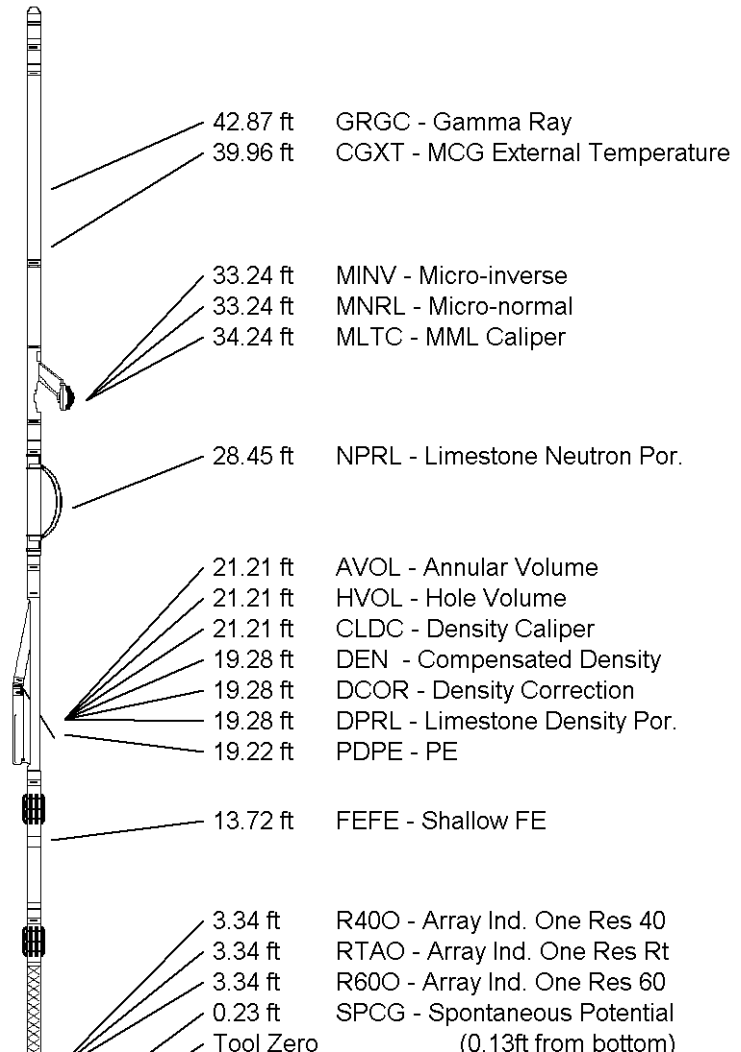 42.87 ft GRGC - Gamma Ray
39.96 ft CGXT - MCG External Temperature
33.24 ft MINV - Micro-inverse
33.24 ft MNRL - Micro-normal
34.24 ft MLTC - MML Caliper
28.45 ft NPRL - Limestone Neutron Por.
21.21 ft AVOL - Annular Volume
21.21 ft HVOL - Hole Volume
21.21 ft CLDC - Density Caliper
19.28 ft DEN - Compensated Density
19.28 ft DCOR - Density Correction
19.28 ft DPRL - Limestone Density Por.
19.22 ft PDPE - PE
13.72 ft FEFE - Shallow FE
3.34 ft R40O - Array Ind. One Res 40
3.34 ft RTAO - Array Ind. One Res Rt
3.34 ft R60O - Array Ind. One Res 60
0.23 ft SPCG - Spontaneous Potential
Tool Zero (0.13ft from bottom)